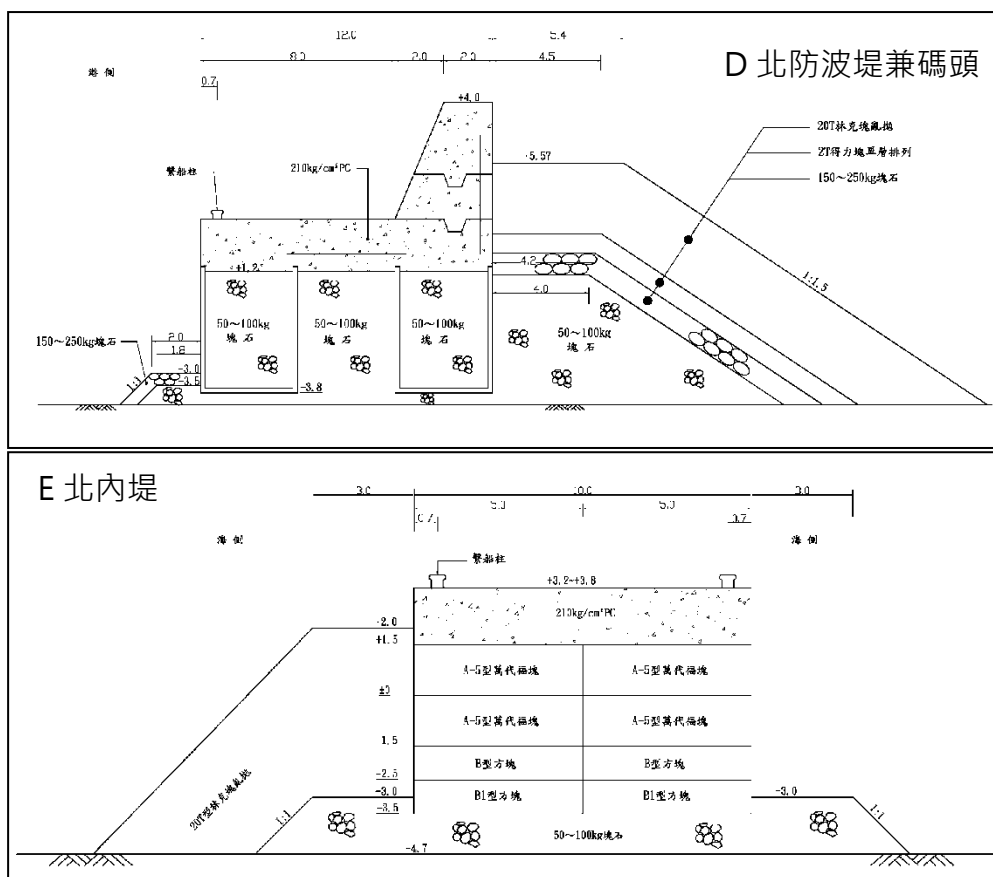 D 北防波堤兼碼頭
12.0
5.4
8.0
2.0
2.0
4.5
港 側
0.7
+4.0
20T林克塊亂拋
2T得力塊單層排列
150～250kg塊石
210kg/cm²PC
繫船柱
+5.57
1:1.5
+1.2
4.2
4.0
50～100kg
塊 石
50～100kg
塊 石
50～100kg
塊 石
50～100kg
塊 石
150～250kg塊石
2.0
1.8
1:1
-3.0
-3.5
-3.8
E 北內堤
3.0
10.0
3.0
5.0
5.0
0.7
0.7
海 側
海 側
繫船柱
+3.2~+3.8
210kg/cm²PC
-2.0
+1.5
A-5型萬代福塊
A-5型萬代福塊
±0
A-5型萬代福塊
A-5型萬代福塊
1.5
B型方塊
B型方塊
-2.5
-3.0
B1型方塊
B1型方塊
-3.0
-3.5
20T型林克塊亂拋
1:1
1:1
50～100kg塊石
-4.7